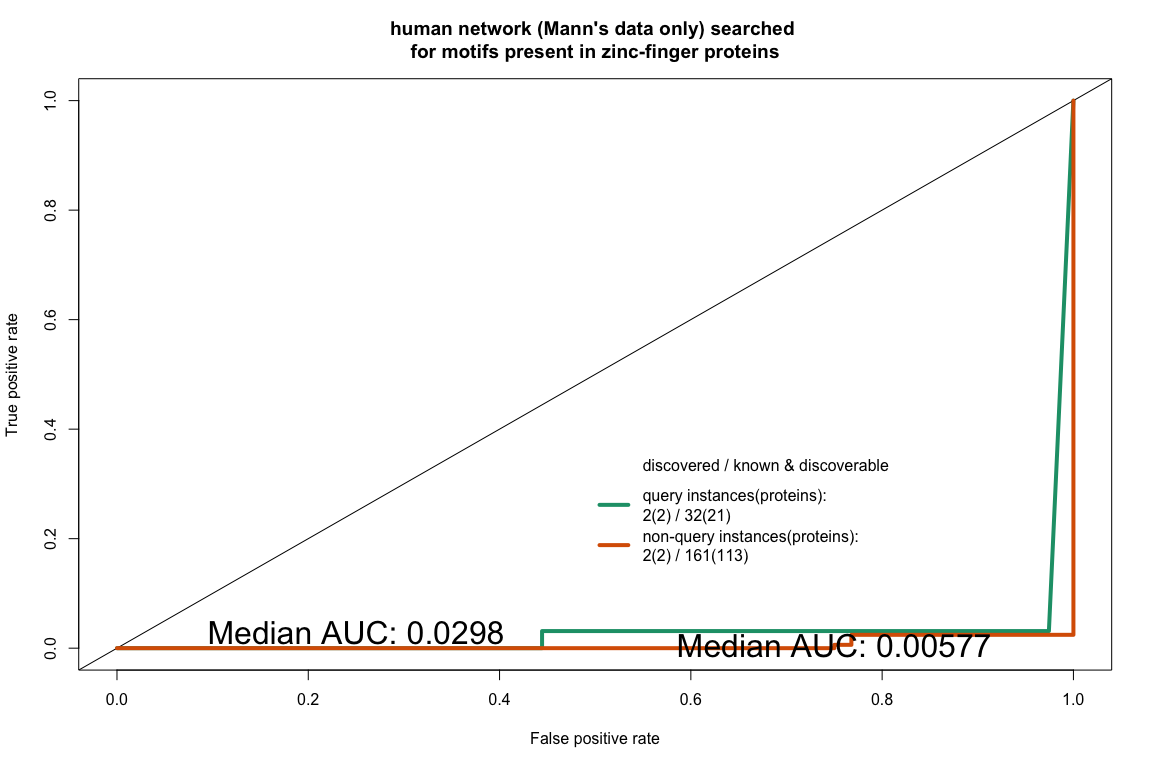 human network (Mann's data only) searched
for motifs present in zinc-finger proteins
True positive rate
1.0
0.8
0.6
0.4
0.2
0.0
discovered / known & discoverable
query instances(proteins):
2(2) / 32(21)
non-query instances(proteins):
2(2) / 161(113)
Median AUC: 0.0298
Median AUC: 0.00577
0.0 0.2 0.4 0.6 0.8 1.0
False positive rate